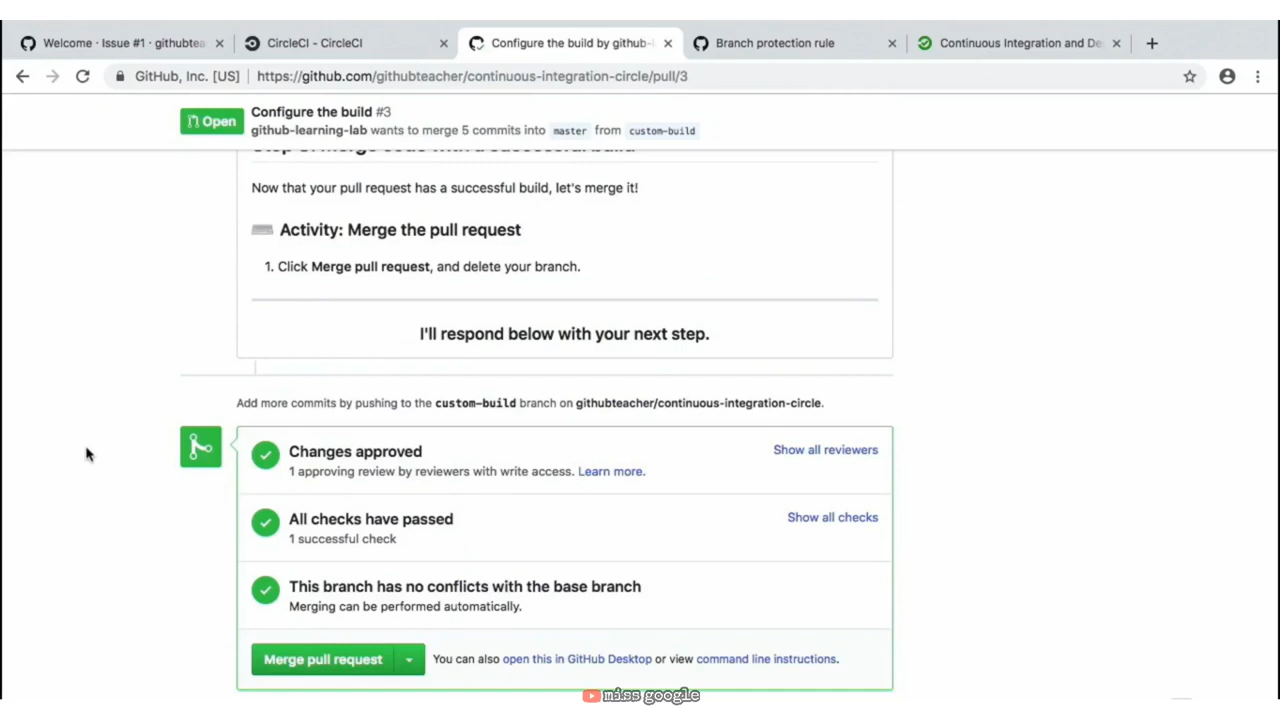 Welcome · Issue #1 · githubtea
CircleCI - CircleCI
Configure the build by github-l
Branch protection rule
Continuous Integration and De
GitHub, Inc. [US]
https://github.com/githubteacher/continuous-integration-circle/pull/3
Open
Configure the build #3
github-learning-lab wants to merge 5 commits into master from custom-build
Now that your pull request has a successful build, let's merge it!
Activity: Merge the pull request
1. Click Merge pull request, and delete your branch.
I'll respond below with your next step.
Add more commits by pushing to the custom-build branch on githubteacher/continuous-integration-circle.
Changes approved
Show all reviewers
1 approving review by reviewers with write access. Learn more.
All checks have passed
Show all checks
1 successful check
This branch has no conflicts with the base branch
Merging can be performed automatically.
Merge pull request
You can also open this in GitHub Desktop or view command line instructions.
miss google